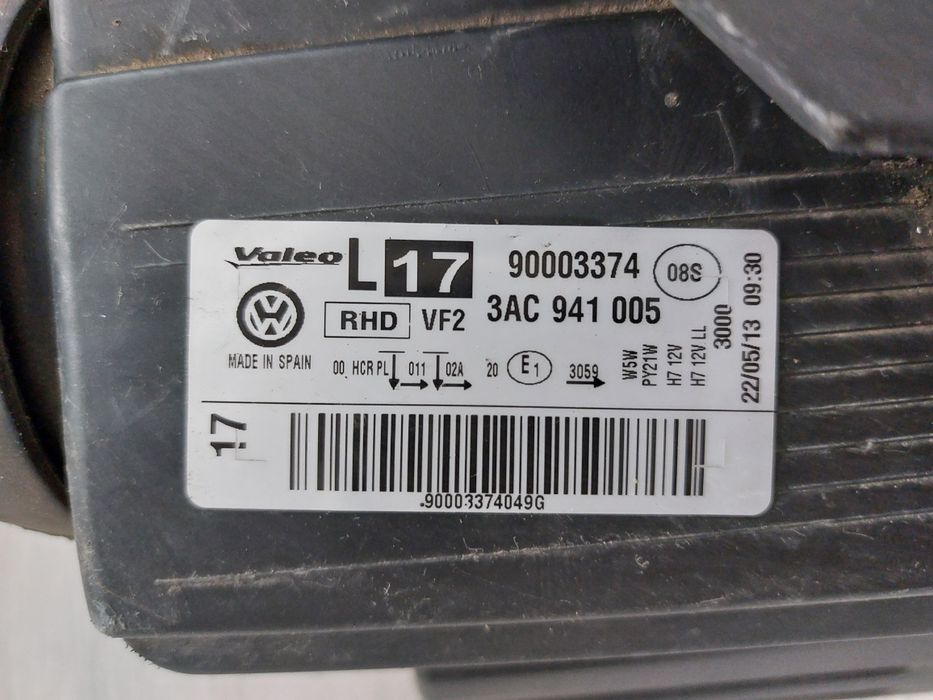 Valeo L 17 90003374 08S
RHD VF2 3AC 941 005
MADE IN SPAIN 00 HCR PL 011 02A 20 E1 3059
W5W
PY21W
H7 12V
H7 12V LL
3000
22/05/13 09:30
17
.90003374049G